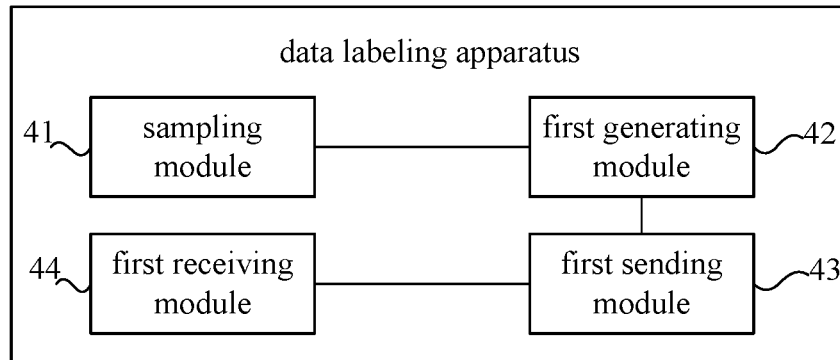 data labeling apparatus
41
sampling
module
first generating
module
42
44
first receiving
module
first sending
module
43